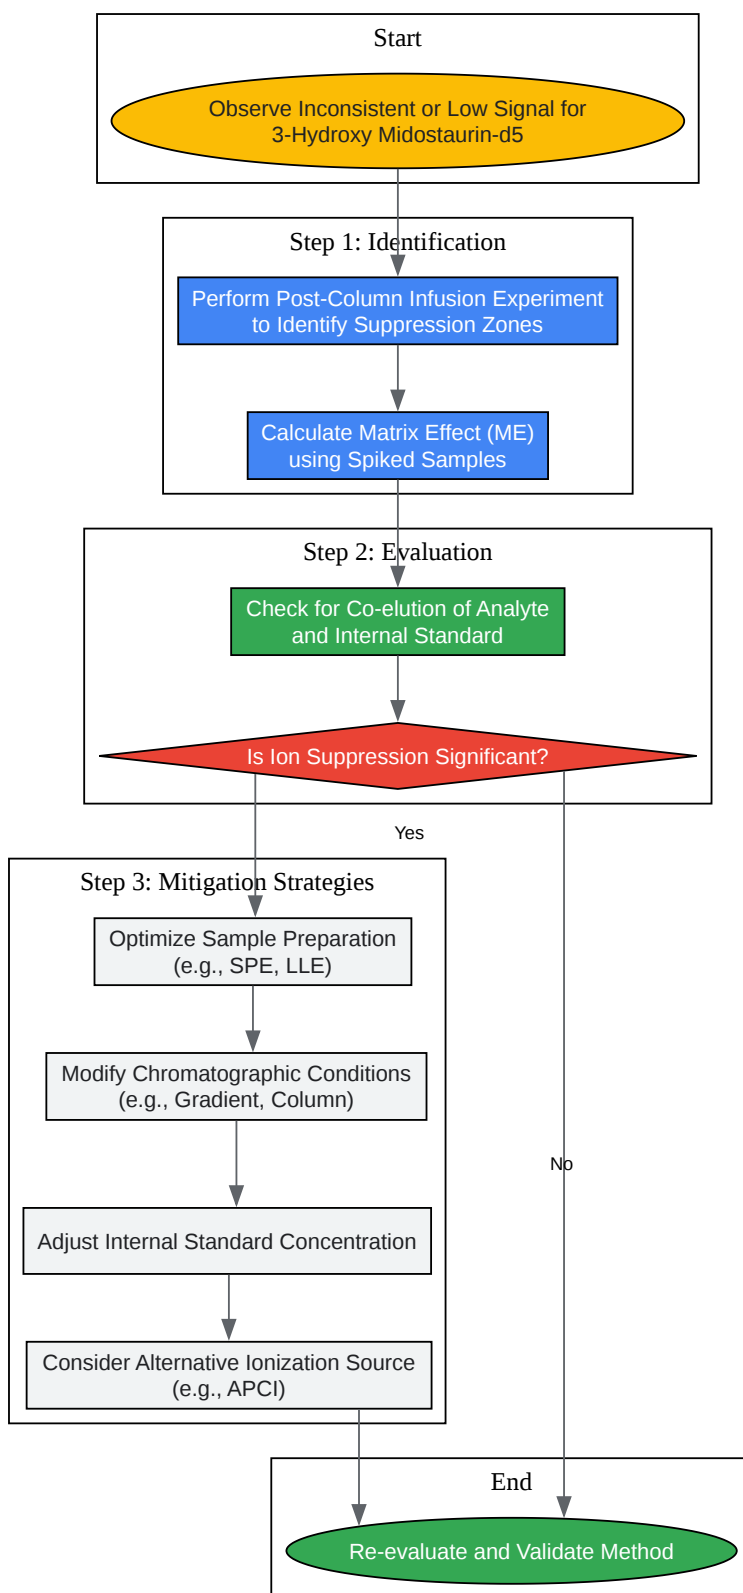 Start
Observe Inconsistent or Low Signal for
3-Hydroxy Midostaurin-d5
Step 1: Identification
Perform Post-Column Infusion Experiment
to Identify Suppression Zones
Calculate Matrix Effect (ME)
using Spiked Samples
Step 2: Evaluation
Check for Co-elution of Analyte
and Internal Standard
Is Ion Suppression Significant?
Yes
Step 3: Mitigation Strategies
Optimize Sample Preparation
(e.g., SPE, LLE)
Modify Chromatographic Conditions
(e.g., Gradient, Column)
No
Adjust Internal Standard Concentration
Consider Alternative Ionization Source
(e.g., APCI)
End
Re-evaluate and Validate Method